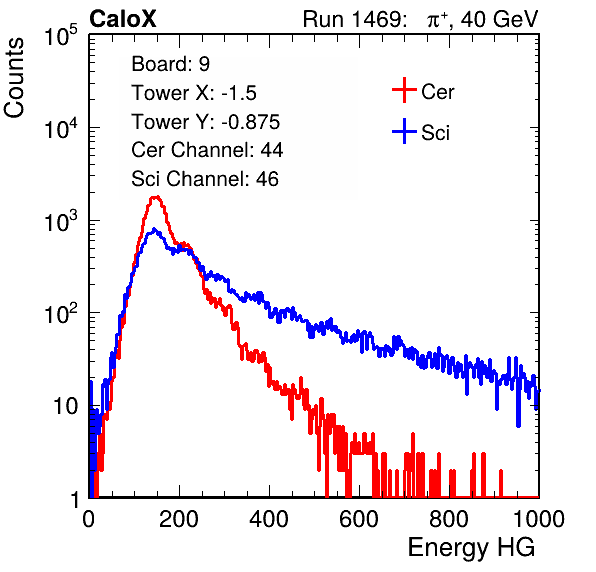 CaloX Run 1469: π⁺, 40 GeV
Counts
Board: 9
Tower X: -1.5
Tower Y: -0.875
Cer Channel: 44
Sci Channel: 46
Cer
Sci
10⁵
10⁴
10³
10²
10
1
0 200 400 600 800 1000
Energy HG